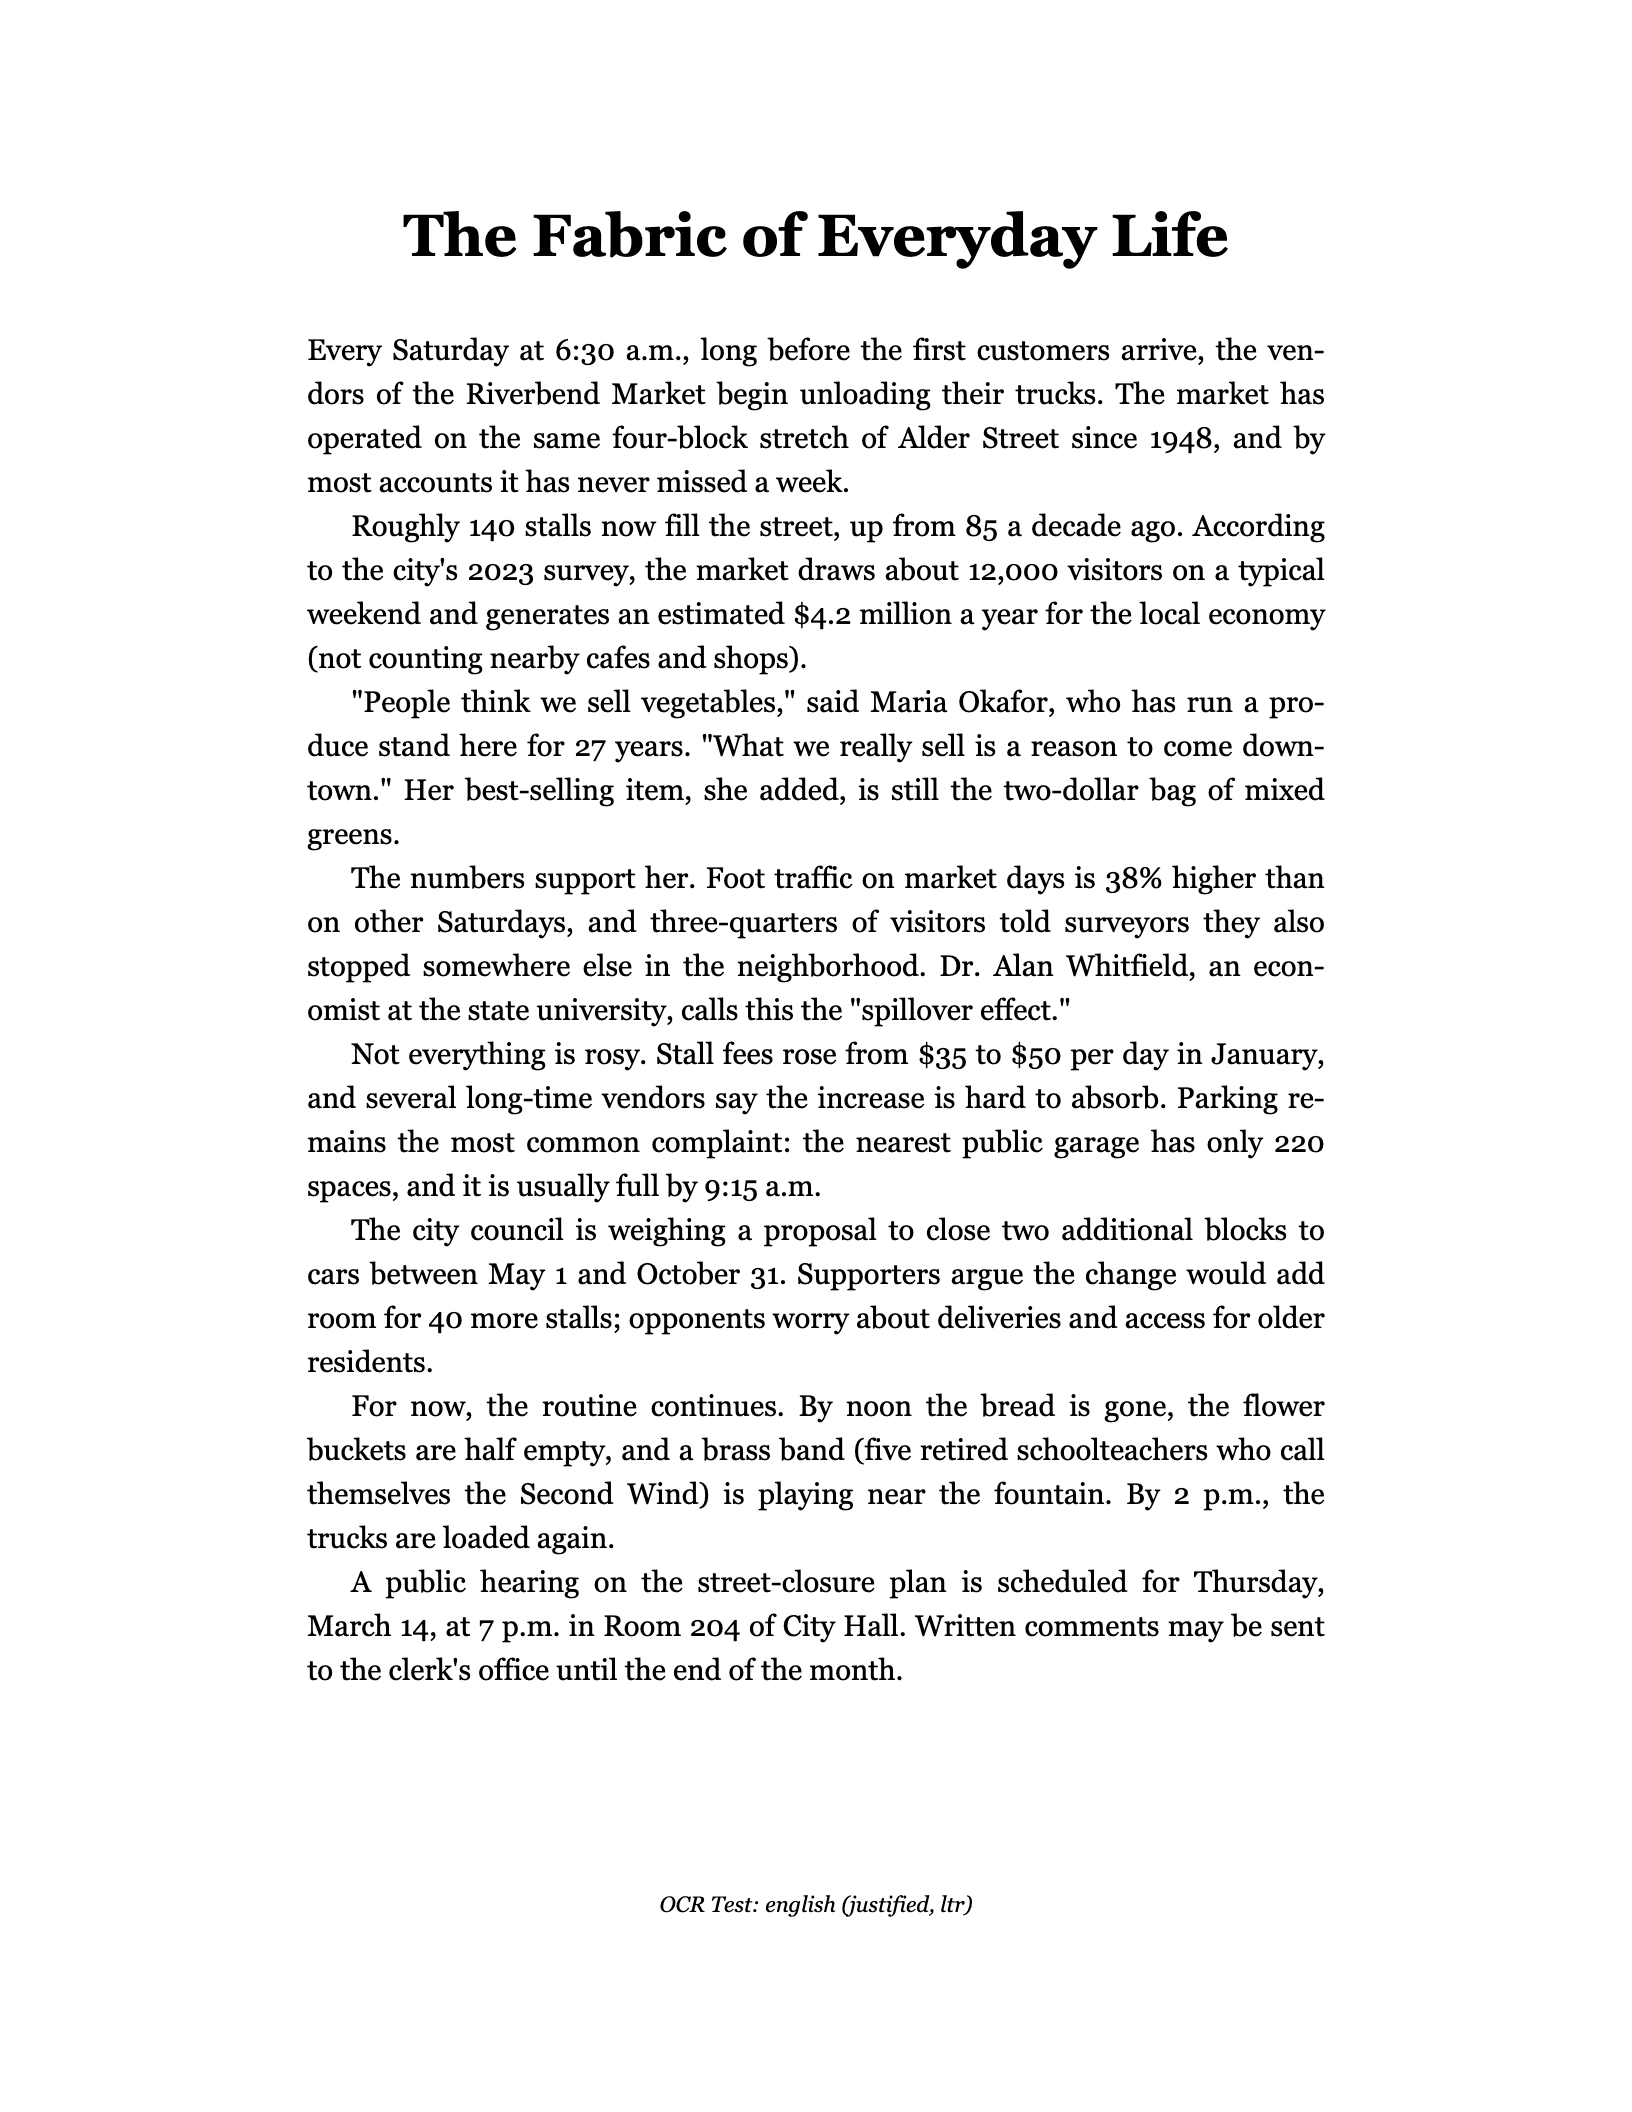 The Fabric of Everyday Life
Every Saturday at 6:30 a.m., long before the first customers arrive, the ven-
dors of the Riverbend Market begin unloading their trucks. The market has
operated on the same four-block stretch of Alder Street since 1948, and by
most accounts it has never missed a week.
Roughly 140 stalls now fill the street, up from 85 a decade ago. According
to the city's 2023 survey, the market draws about 12,000 visitors on a typical
weekend and generates an estimated $4.2 million a year for the local economy
(not counting nearby cafes and shops).
"People think we sell vegetables," said Maria Okafor, who has run a pro-
duce stand here for 27 years. "What we really sell is a reason to come down-
town." Her best-selling item, she added, is still the two-dollar bag of mixed
greens.
The numbers support her. Foot traffic on market days is 38% higher than
on other Saturdays, and three-quarters of visitors told surveyors they also
stopped somewhere else in the neighborhood. Dr. Alan Whitfield, an econ-
omist at the state university, calls this the "spillover effect."
Not everything is rosy. Stall fees rose from $35 to $50 per day in January,
and several long-time vendors say the increase is hard to absorb. Parking re-
mains the most common complaint: the nearest public garage has only 220
spaces, and it is usually full by 9:15 a.m.
The city council is weighing a proposal to close two additional blocks to
cars between May 1 and October 31. Supporters argue the change would add
room for 40 more stalls; opponents worry about deliveries and access for older
residents.
For now, the routine continues. By noon the bread is gone, the flower
buckets are half empty, and a brass band (five retired schoolteachers who call
themselves the Second Wind) is playing near the fountain. By 2 p.m., the
trucks are loaded again.
A public hearing on the street-closure plan is scheduled for Thursday,
March 14, at 7 p.m. in Room 204 of City Hall. Written comments may be sent
to the clerk's office until the end of the month.
OCR Test: english (justified, ltr)